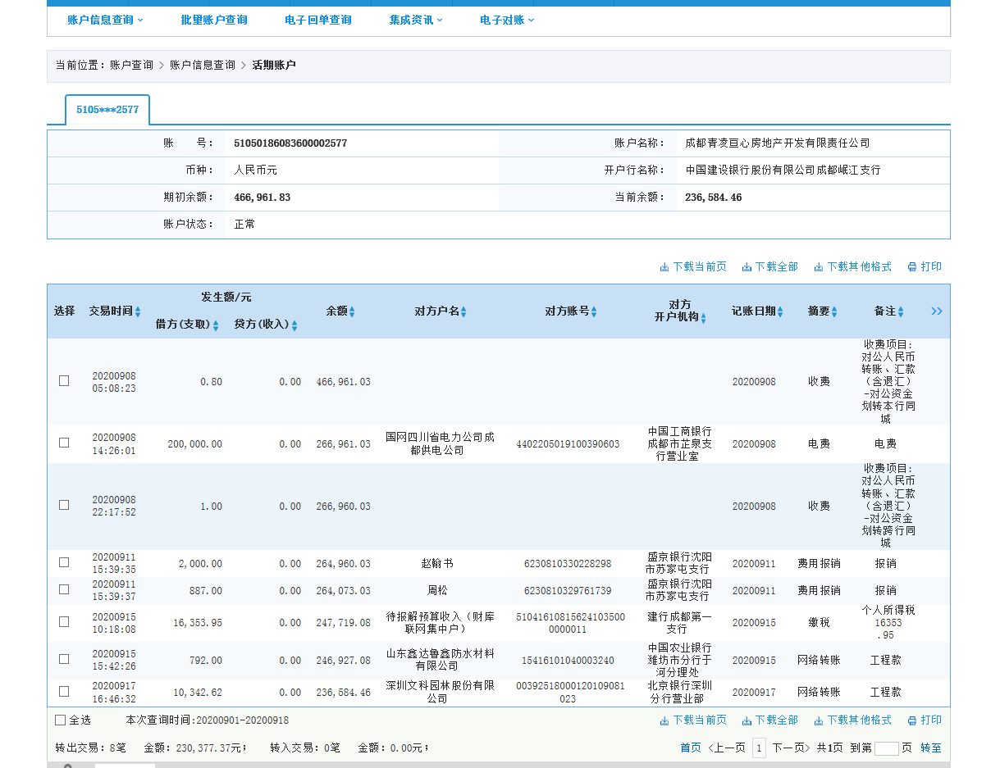 账户信息查询 批量账户查询 电子回单查询 集成资讯 电子对账
当前位置：账户查询 > 账户信息查询 > 活期账户
5105***2577
账 号： 51050186083600002577 账户名称： 成都青凌亘心房地产开发有限责任公司
币种： 人民币元 开户行名称： 中国建设银行股份有限公司成都岷江支行
期初余额： 466,961.83 当前余额： 236,584.46
账户状态： 正常
下载当前页 下载全部 下载其他格式 打印
发生额/元
选择 交易时间 借方(支取) 贷方(收入) 余额 对方户名 对方账号 对方
开户机构 记账日期 摘要 备注 >>
20200908
05:08:23 0.80 0.00 466,961.03 20200908 收费 收费项目:
对公人民币
转账、汇款
（含退汇）
-对公资金
划转本行同
城
20200908
14:26:01 200,000.00 0.00 266,961.03 国网四川省电力公司成
都供电公司 4402205019100390603 中国工商银行
成都市芷泉支
行营业室 20200908 电费 电费
20200908
22:17:52 1.00 0.00 266,960.03 20200908 收费 收费项目:
对公人民币
转账、汇款
（含退汇）
-对公资金
划转跨行同
城
20200911
15:39:35 2,000.00 0.00 264,960.03 赵翰书 6230810330228298 盛京银行沈阳
市苏家屯支行 20200911 费用报销 报销
20200911
15:39:37 887.00 0.00 264,073.03 周松 6230810329761739 盛京银行沈阳
市苏家屯支行 20200911 费用报销 报销
20200915
10:18:08 16,353.95 0.00 247,719.08 待报解预算收入（财库
联网集中户） 51041610815624103500
0000011 建行成都第一
支行 20200915 缴税 个人所得税
16353
.95
20200915
15:42:26 792.00 0.00 246,927.08 山东鑫达鲁鑫防水材料
有限公司 15416101040003240 中国农业银行
潍坊市分行于
河分理处 20200915 网络转账 工程款
20200917
16:46:32 10,342.62 0.00 236,584.46 深圳文科园林股份有限
公司 00392518000120109081
023 北京银行深圳
分行营业部 20200917 网络转账 工程款
全选 本次查询时间:20200901-20200918 下载当前页 下载全部 下载其他格式 打印
转出交易：8笔 金额：230,377.37元； 转入交易：0笔 金额：0.00元； 首页 <上一页 1 下一页> 共1页 到第 页 转至